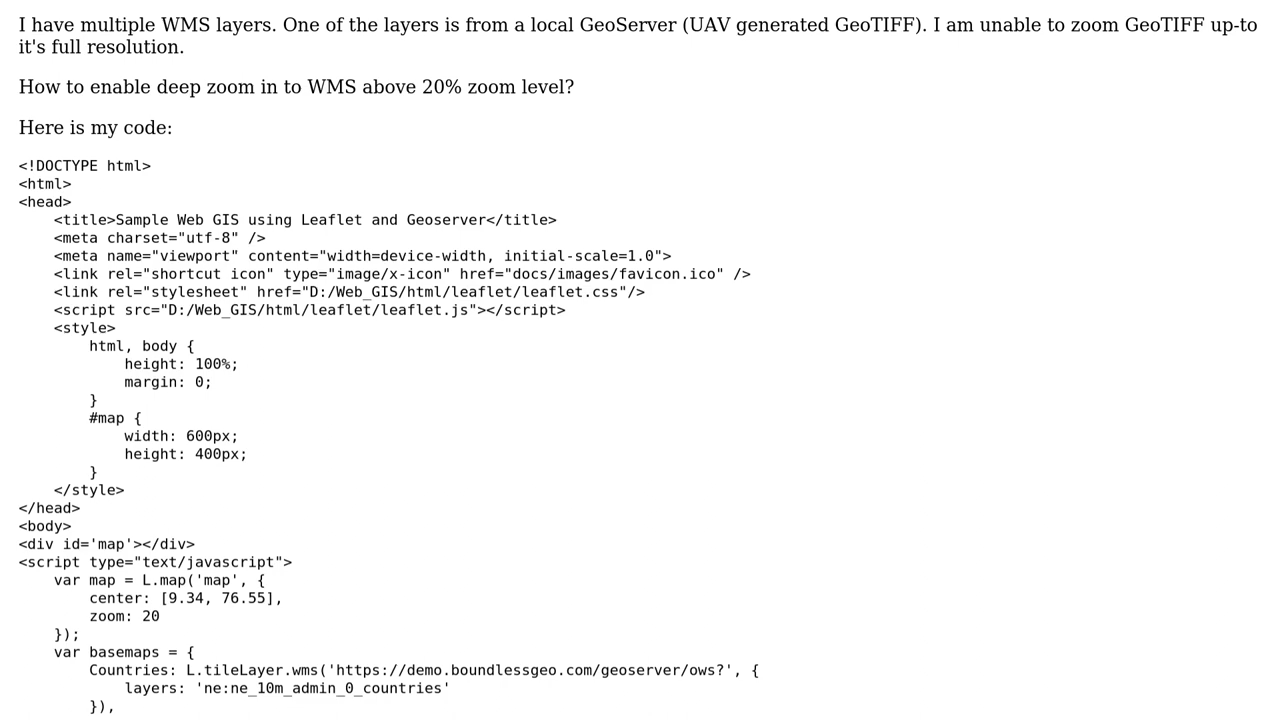 I have multiple WMS layers. One of the layers is from a local GeoServer (UAV generated GeoTIFF). I am unable to zoom GeoTIFF up-to
it's full resolution.
How to enable deep zoom in to WMS above 20% zoom level?
Here is my code:
<!DOCTYPE html>
<html>
<head>
    <title>Sample Web GIS using Leaflet and Geoserver</title>
    <meta charset="utf-8" />
    <meta name="viewport" content="width=device-width, initial-scale=1.0">
    <link rel="shortcut icon" type="image/x-icon" href="docs/images/favicon.ico" />
    <link rel="stylesheet" href="D:/Web_GIS/html/leaflet/leaflet.css"/>
    <script src="D:/Web_GIS/html/leaflet/leaflet.js"></script>
    <style>
        html, body {
            height: 100%;
            margin: 0;
        }
        #map {
            width: 600px;
            height: 400px;
        }
    </style>
</head>
<body>
<div id='map'></div>
<script type="text/javascript">
    var map = L.map('map', {
        center: [9.34, 76.55],
        zoom: 20
    });
    var basemaps = {
        Countries: L.tileLayer.wms('https://demo.boundlessgeo.com/geoserver/ows?', {
            layers: 'ne:ne_10m_admin_0_countries'
        }),